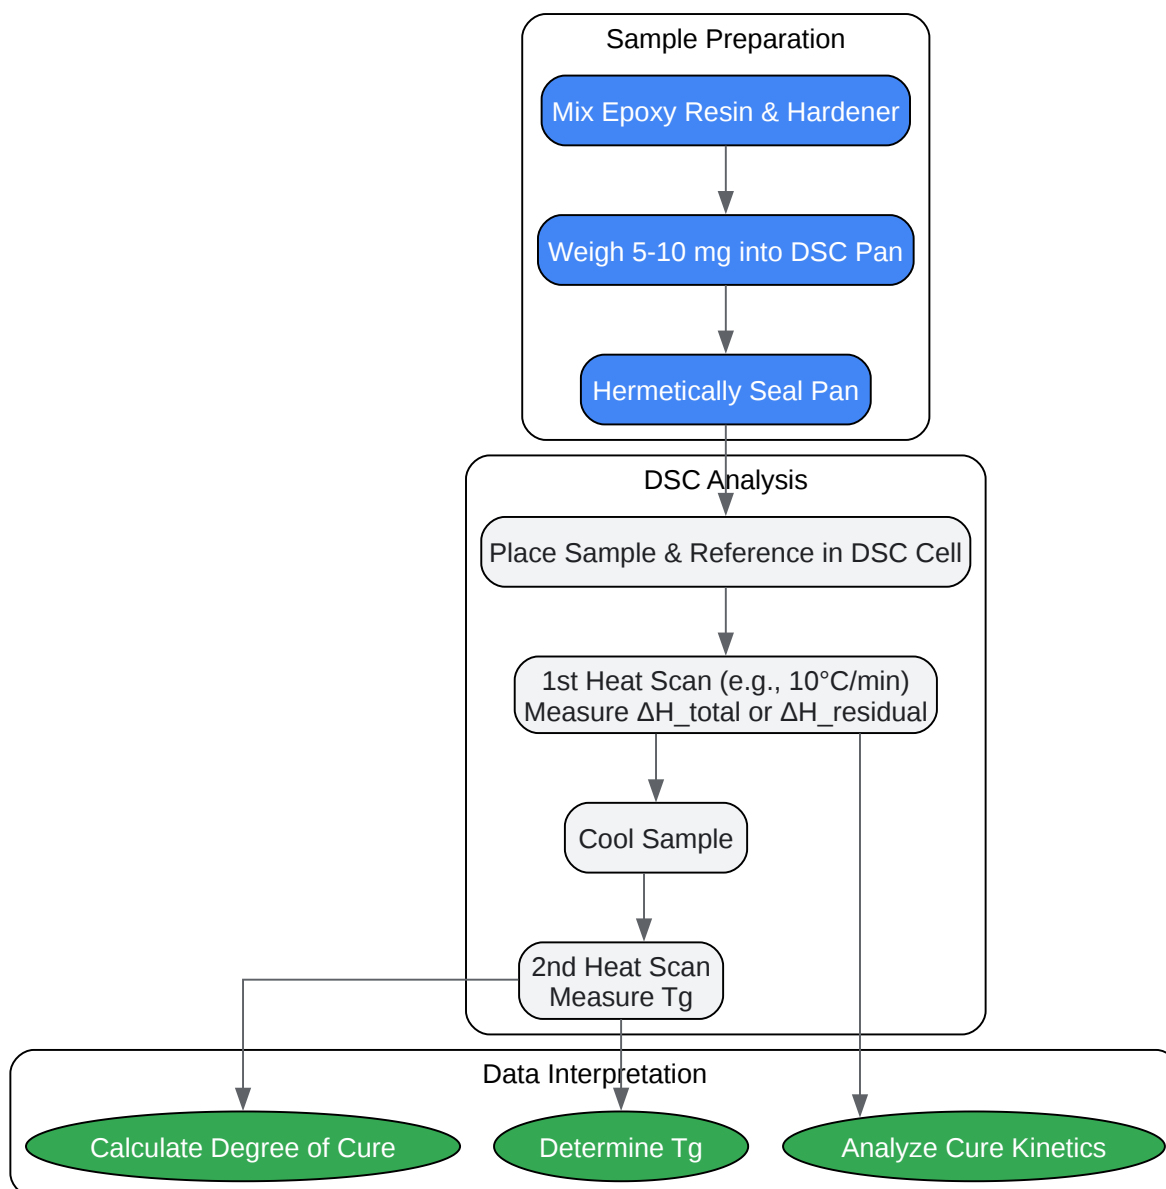 Sample Preparation
Mix Epoxy Resin & Hardener
Weigh 5-10 mg into DSC Pan
Hermetically Seal Pan
DSC Analysis
Place Sample & Reference in DSC Cell
1st Heat Scan (e.g., 10°C/min)
Measure ΔH_total or ΔH_residual
Cool Sample
2nd Heat Scan
Measure Tg
Data Interpretation
Calculate Degree of Cure
Determine Tg
Analyze Cure Kinetics